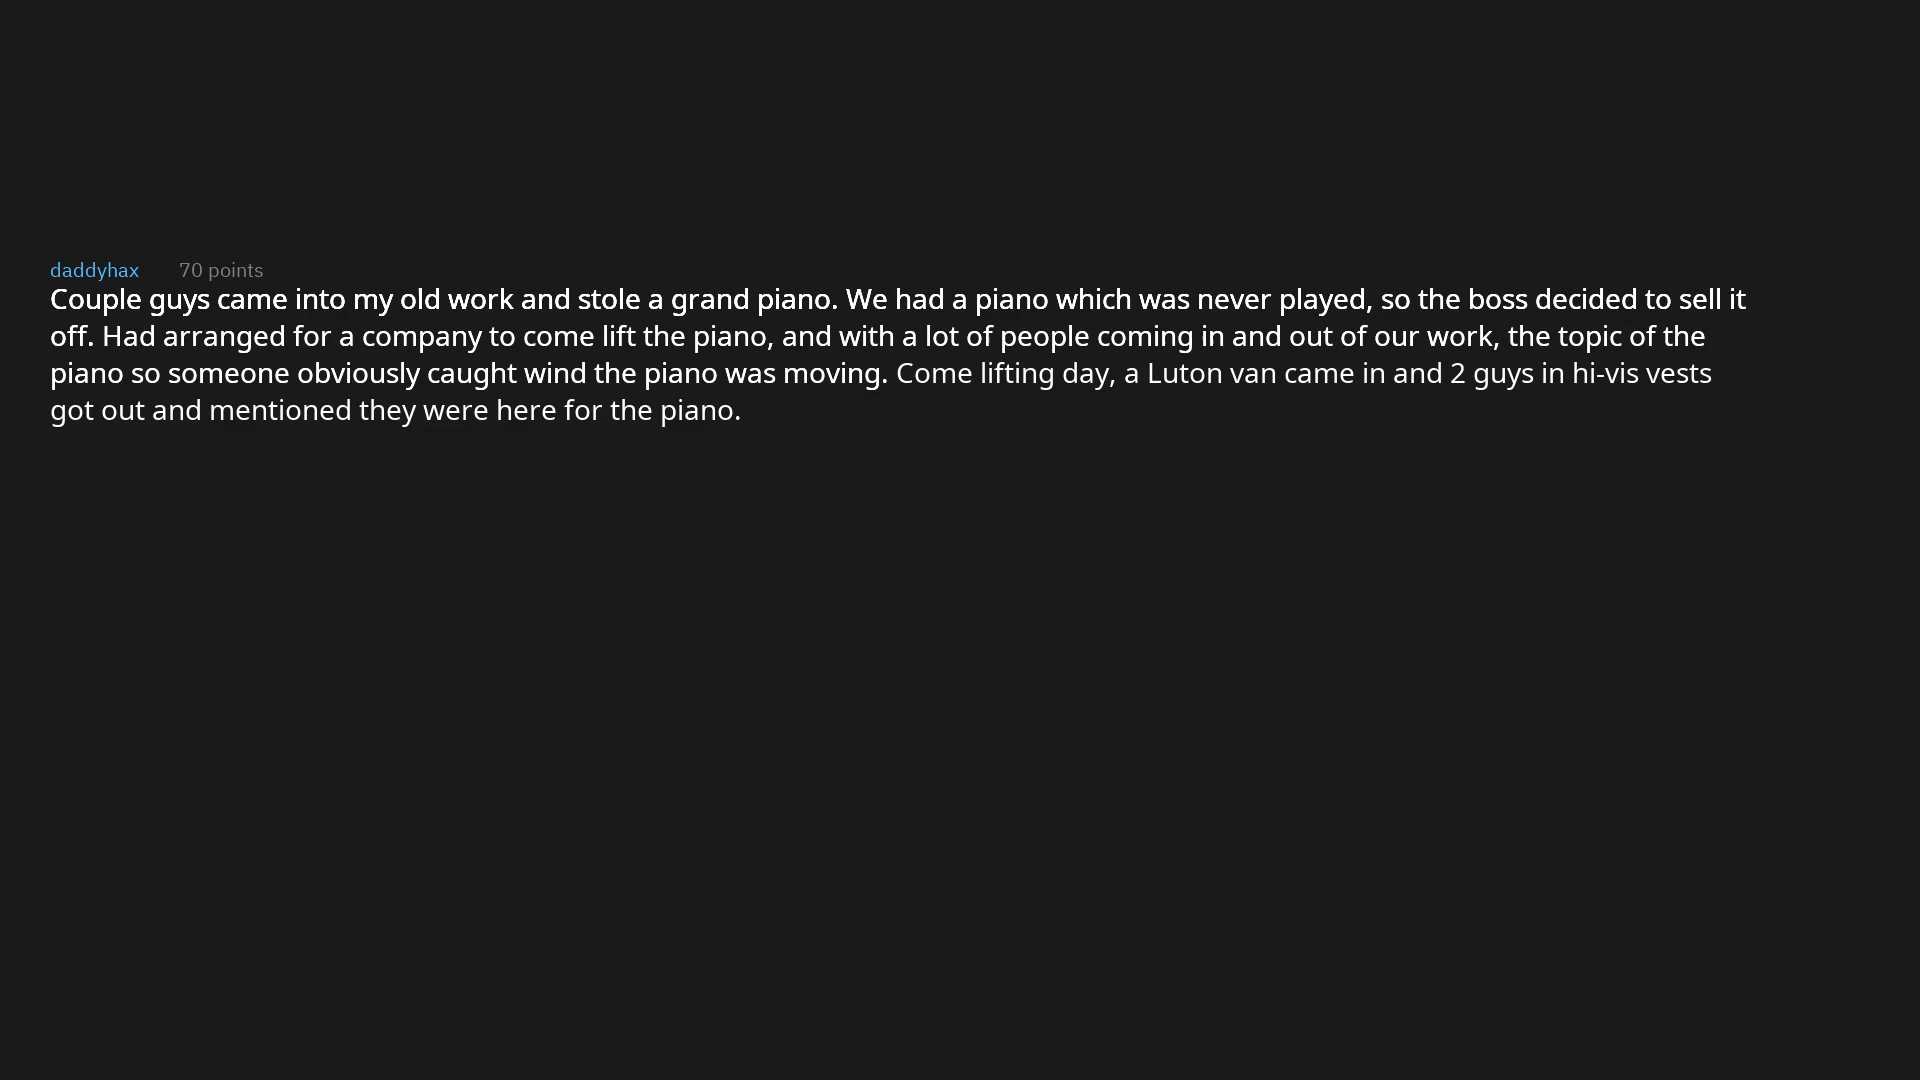 daddyhax 70 points
Couple guys came into my old work and stole a grand piano. We had a piano which was never played, so the boss decided to sell it
off. Had arranged for a company to come lift the piano, and with a lot of people coming in and out of our work, the topic of the
piano so someone obviously caught wind the piano was moving. Come lifting day, a Luton van came in and 2 guys in hi-vis vests
got out and mentioned they were here for the piano.